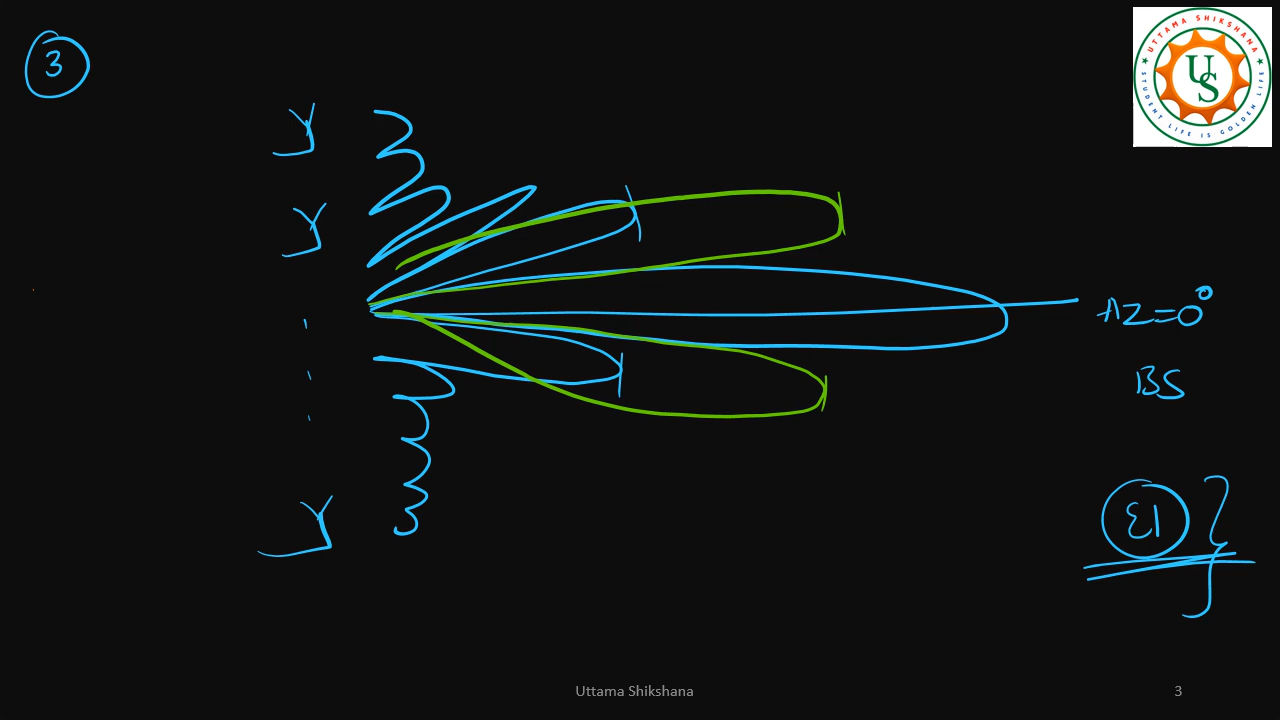 3
UTTAMA SHIKSHANA
US
STUDENT LIFE IS GOLDEN LIFE
AZ=0°
BS
El
Uttama Shikshana
3